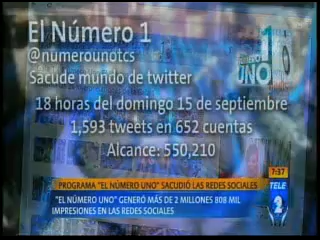 El Número 1
@numerounotcs
Sacude mundo de twitter
18 horas del domingo 15 de septiembre
1,593 tweets en 652 cuentas
Alcance: 550,210
NÚMERO
UNO
PROGRAMA "EL NÚMERO UNO" SACUDIÓ LAS REDES SOCIALES
7:37
"EL NÚMERO UNO" GENERÓ MÁS DE 2 MILLONES 808 MIL
IMPRESIONES EN LAS REDES SOCIALES
TELE
2